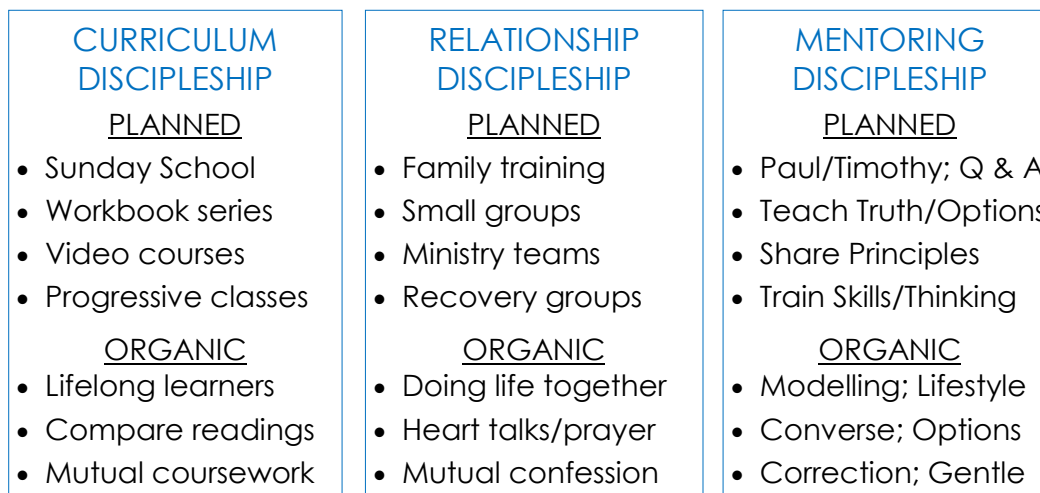 CURRICULUM
DISCIPLESHIP
PLANNED
• Sunday School
• Workbook series
• Video courses
• Progressive classes
ORGANIC
• Lifelong learners
• Compare readings
• Mutual coursework
RELATIONSHIP
DISCIPLESHIP
PLANNED
• Family training
• Small groups
• Ministry teams
• Recovery groups
ORGANIC
• Doing life together
• Heart talks/prayer
• Mutual confession
MENTORING
DISCIPLESHIP
PLANNED
• Paul/Timothy; Q & A
• Teach Truth/Options
• Share Principles
• Train Skills/Thinking
ORGANIC
• Modelling; Lifestyle
• Converse; Options
• Correction; Gentle